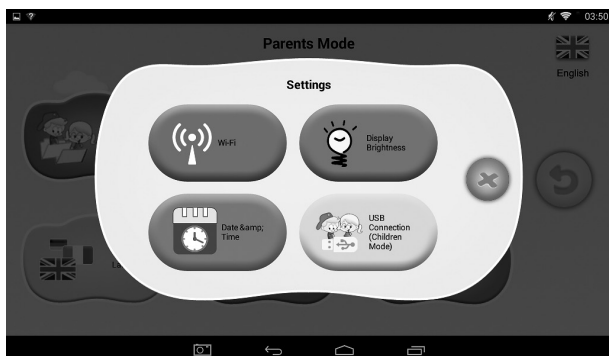 03:50
Parents Mode
English
Settings
Wi-Fi
Display
Brightness
Date &amp;
Time
USB
Connection
(Children
Mode)